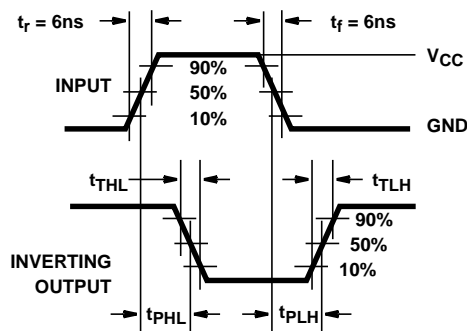 tr = 6ns
tf = 6ns
VCC
90%
INPUT
50%
10%
GND
tTHL
tTLH
90%
50%
INVERTING
OUTPUT
10%
tPHL
tPLH